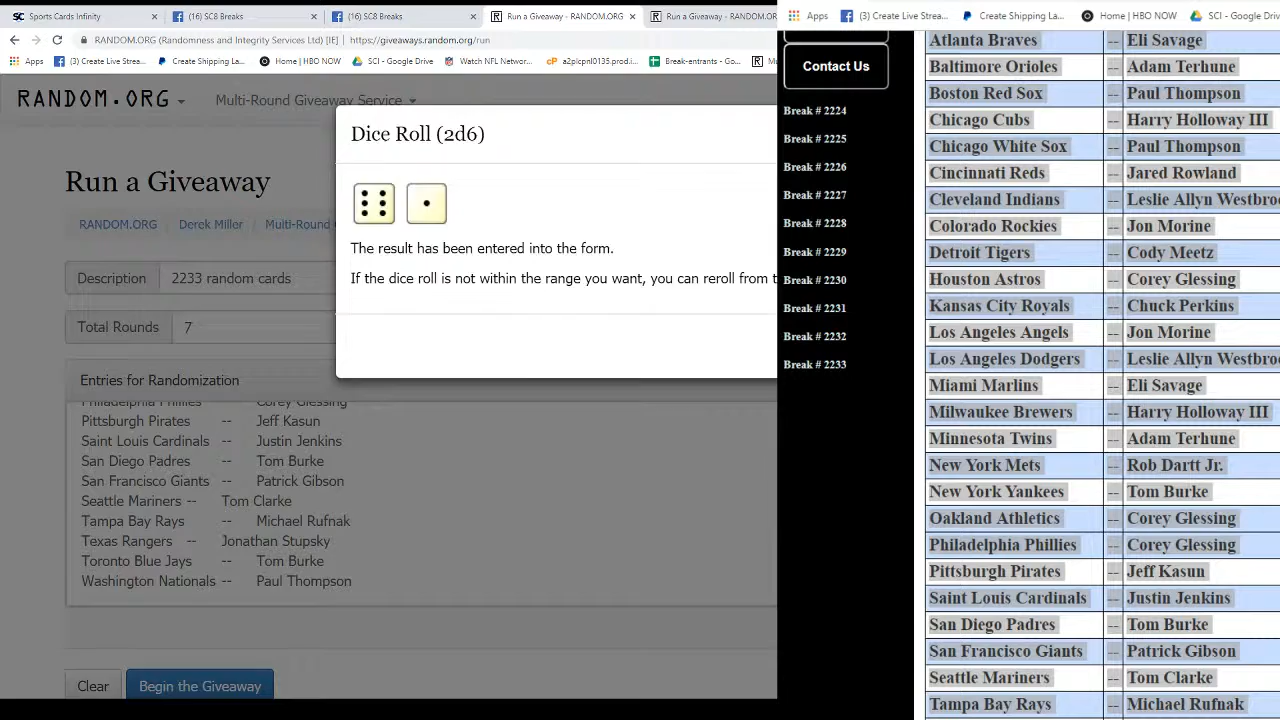 Sports Cards Infinity
(16) SC8 Breaks
(16) SC8 Breaks
Run a Giveaway - RANDOM.ORG
Run a Giveaway - RANDOM.OR
RANDOM.ORG (Randomness and Integrity Services Ltd) [IE] | https://giveaways.random.org/run
Apps
(3) Create Live Strea...
Create Shipping La...
Home | HBO NOW
SCI - Google Drive
Watch NFL Network...
a2plcpnl0135.prod.i...
Break-entrants - Go...
RANDOM.ORG
Multi-Round Giveaway Service
Run a Giveaway
RANDOM.ORG
Derek Miller
Multi-Round
Description
2233 random cards
Total Rounds
7
Entries for Randomization
Philadelphia Phillies -- Corey Glessing
Pittsburgh Pirates -- Jeff Kasun
Saint Louis Cardinals -- Justin Jenkins
San Diego Padres -- Tom Burke
San Francisco Giants -- Patrick Gibson
Seattle Mariners -- Tom Clarke
Tampa Bay Rays -- Michael Rufnak
Texas Rangers -- Jonathan Stupsky
Toronto Blue Jays -- Tom Burke
Washington Nationals -- Paul Thompson
Clear
Begin the Giveaway
Dice Roll (2d6)
The result has been entered into the form.
If the dice roll is not within the range you want, you can reroll from t
Apps
(3) Create Live Strea...
Create Shipping La...
Home | HBO NOW
SCI - Google Driv
Contact Us
Break # 2224
Break # 2225
Break # 2226
Break # 2227
Break # 2228
Break # 2229
Break # 2230
Break # 2231
Break # 2232
Break # 2233
Atlanta Braves -- Eli Savage
Baltimore Orioles -- Adam Terhune
Boston Red Sox -- Paul Thompson
Chicago Cubs -- Harry Holloway III
Chicago White Sox -- Paul Thompson
Cincinnati Reds -- Jared Rowland
Cleveland Indians -- Leslie Allyn Westbroo
Colorado Rockies -- Jon Morine
Detroit Tigers -- Cody Meetz
Houston Astros -- Corey Glessing
Kansas City Royals -- Chuck Perkins
Los Angeles Angels -- Jon Morine
Los Angeles Dodgers -- Leslie Allyn Westbroo
Miami Marlins -- Eli Savage
Milwaukee Brewers -- Harry Holloway III
Minnesota Twins -- Adam Terhune
New York Mets -- Rob Dartt Jr.
New York Yankees -- Tom Burke
Oakland Athletics -- Corey Glessing
Philadelphia Phillies -- Corey Glessing
Pittsburgh Pirates -- Jeff Kasun
Saint Louis Cardinals -- Justin Jenkins
San Diego Padres -- Tom Burke
San Francisco Giants -- Patrick Gibson
Seattle Mariners -- Tom Clarke
Tampa Bay Rays -- Michael Rufnak